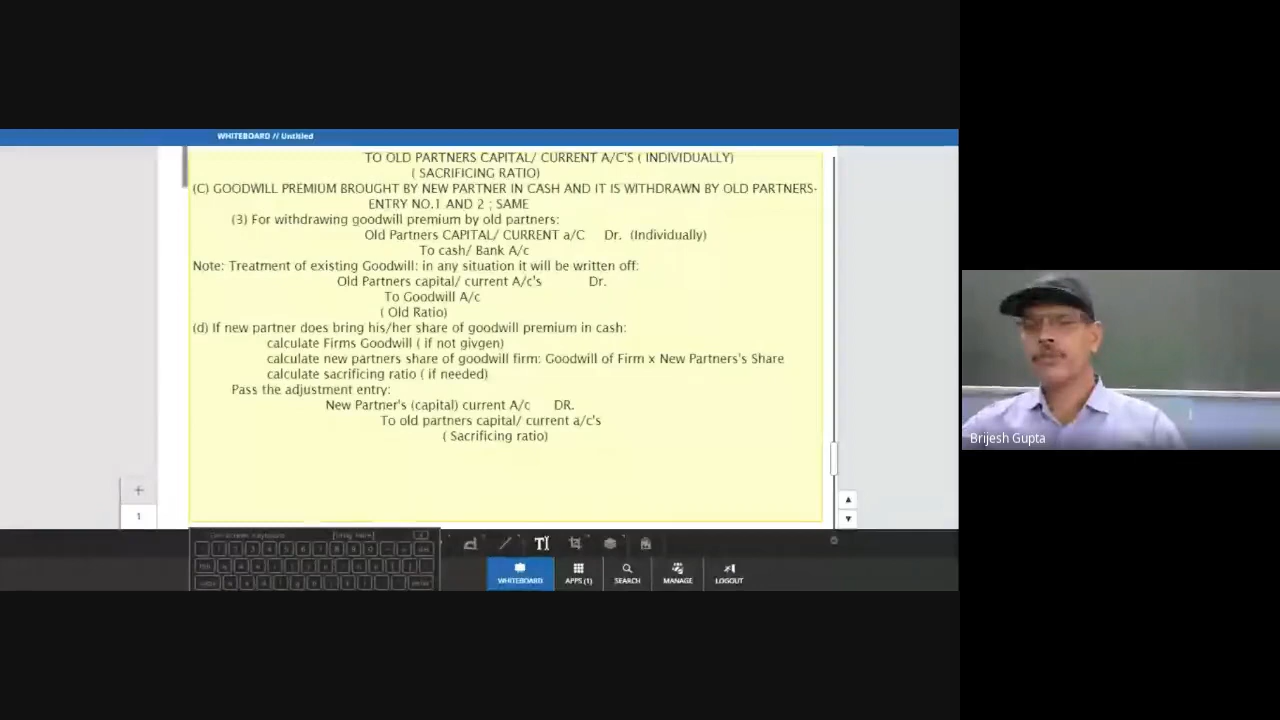 WHITEBOARD // Untitled
TO OLD PARTNERS CAPITAL/ CURRENT A/C'S ( INDIVIDUALLY)
( SACRIFICING RATIO)
(C) GOODWILL PREMIUM BROUGHT BY NEW PARTNER IN CASH AND IT IS WITHDRAWN BY OLD PARTNERS-
ENTRY NO.1 AND 2 ; SAME
(3) For withdrawing goodwill premium by old partners:
Old Partners CAPITAL/ CURRENT a/C Dr. (Individually)
To cash/ Bank A/c
Note: Treatment of existing Goodwill: in any situation it will be written off:
Old Partners capital/ current A/c's Dr.
To Goodwill A/c
( Old Ratio)
(d) If new partner does bring his/her share of goodwill premium in cash:
calculate Firms Goodwill ( if not givgen)
calculate new partners share of goodwill firm: Goodwill of Firm x New Partners's Share
calculate sacrificing ratio ( if needed)
Pass the adjustment entry:
New Partner's (capital) current A/c DR.
To old partners capital/ current a/c's
( Sacrificing ratio)
1
WHITEBOARD APPS (1) SEARCH MANAGE LOGOUT
Brijesh Gupta